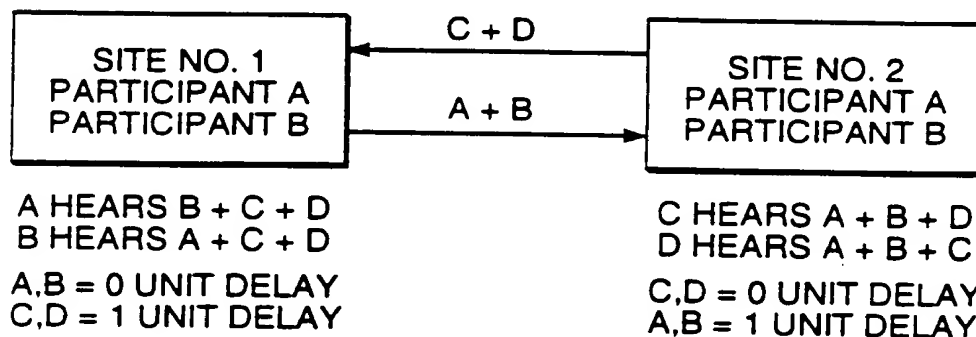 SITE NO. 1
PARTICIPANT A
PARTICIPANT B
C + D
A + B
SITE NO. 2
PARTICIPANT A
PARTICIPANT B
A HEARS B + C + D
B HEARS A + C + D
A,B = 0 UNIT DELAY
C,D = 1 UNIT DELAY
C HEARS A + B + D
D HEARS A + B + C
C,D = 0 UNIT DELAY
A,B = 1 UNIT DELAY